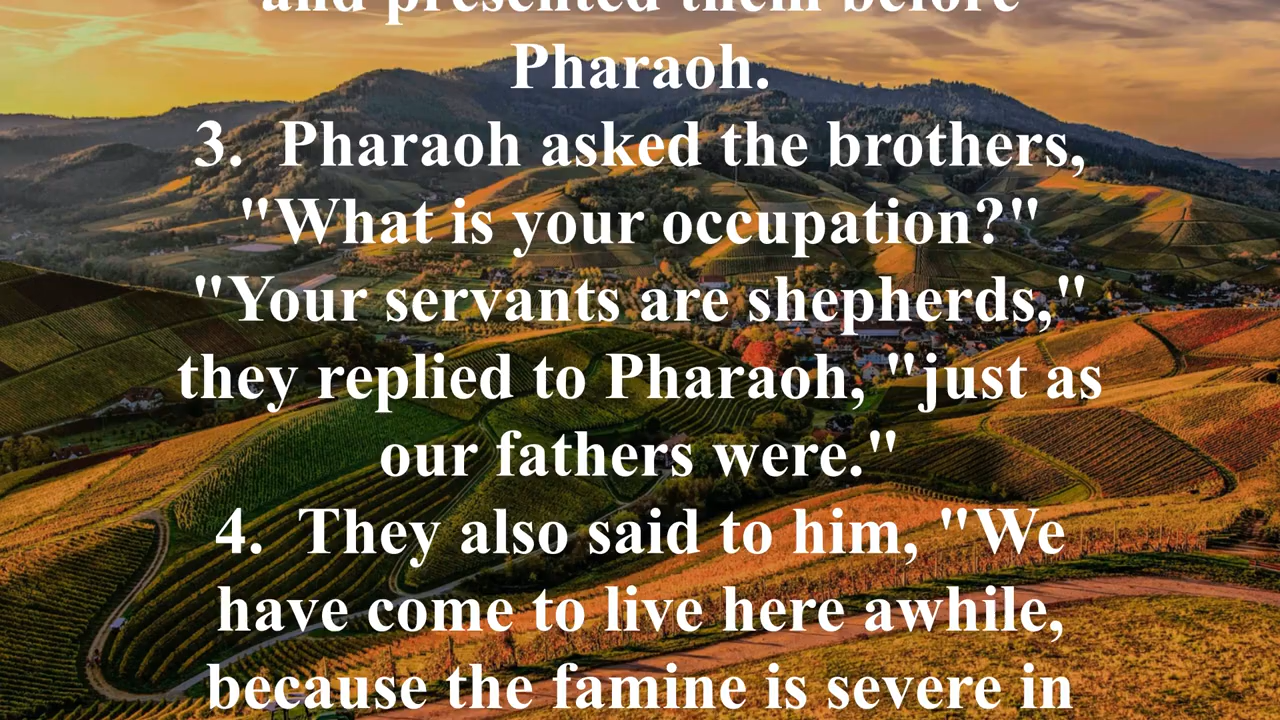 and presented them before
Pharaoh.
3. Pharaoh asked the brothers,
"What is your occupation?"
"Your servants are shepherds,"
they replied to Pharaoh, "just as
our fathers were."
4. They also said to him, "We
have come to live here awhile,
because the famine is severe in